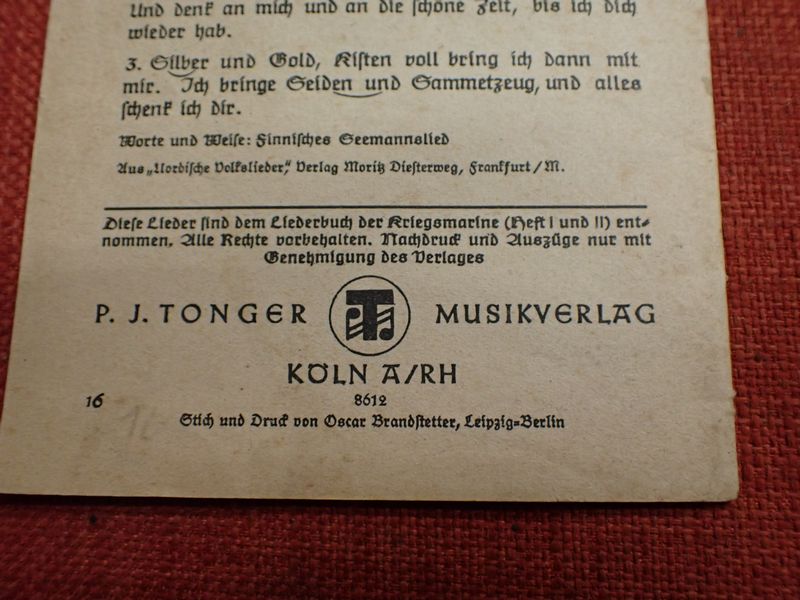 Und denk an mich und an die schöne Zeit, bis ich dich
wieder hab.
3. Silber und Gold, Kisten voll bring ich dann mit
mir. Ich bringe Seiden und Sammetzeug, und alles
schenk ich dir.
Worte und Weise: Finnisches Seemannslied
Aus „Nordische Volkslieder“, Verlag Moritz Diesterweg, Frankfurt/M.
Diese Lieder sind dem Liederbuch der Kriegsmarine (Heft I und II) ent-
nommen. Alle Rechte vorbehalten. Nachdruck und Auszüge nur mit
Genehmigung des Verlages
P. J. TONGER T MUSIKVERLAG
KÖLN A/RH
8612
16
Stich und Druck von Oscar Brandstetter, Leipzig-Berlin